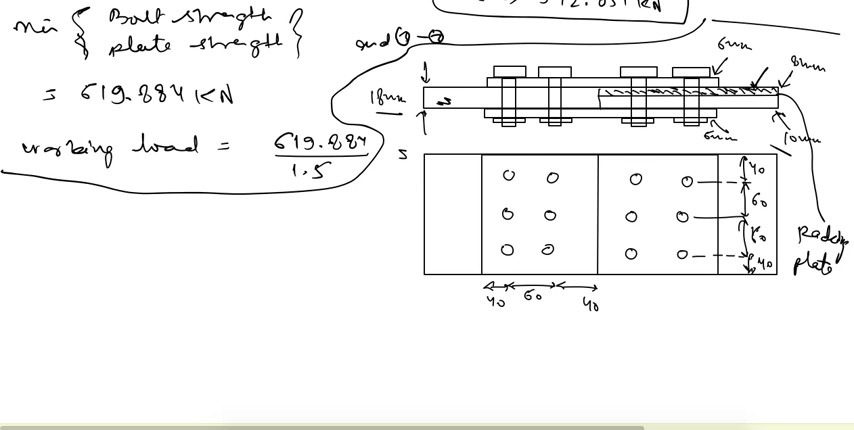 min { Bolt strength
plate strength }
= 619.884 KN
working load = 619.884
1.5
and
6mm
8mm
18mm
6mm
10mm
40
60
60
40
Packing
plate
40 60 40